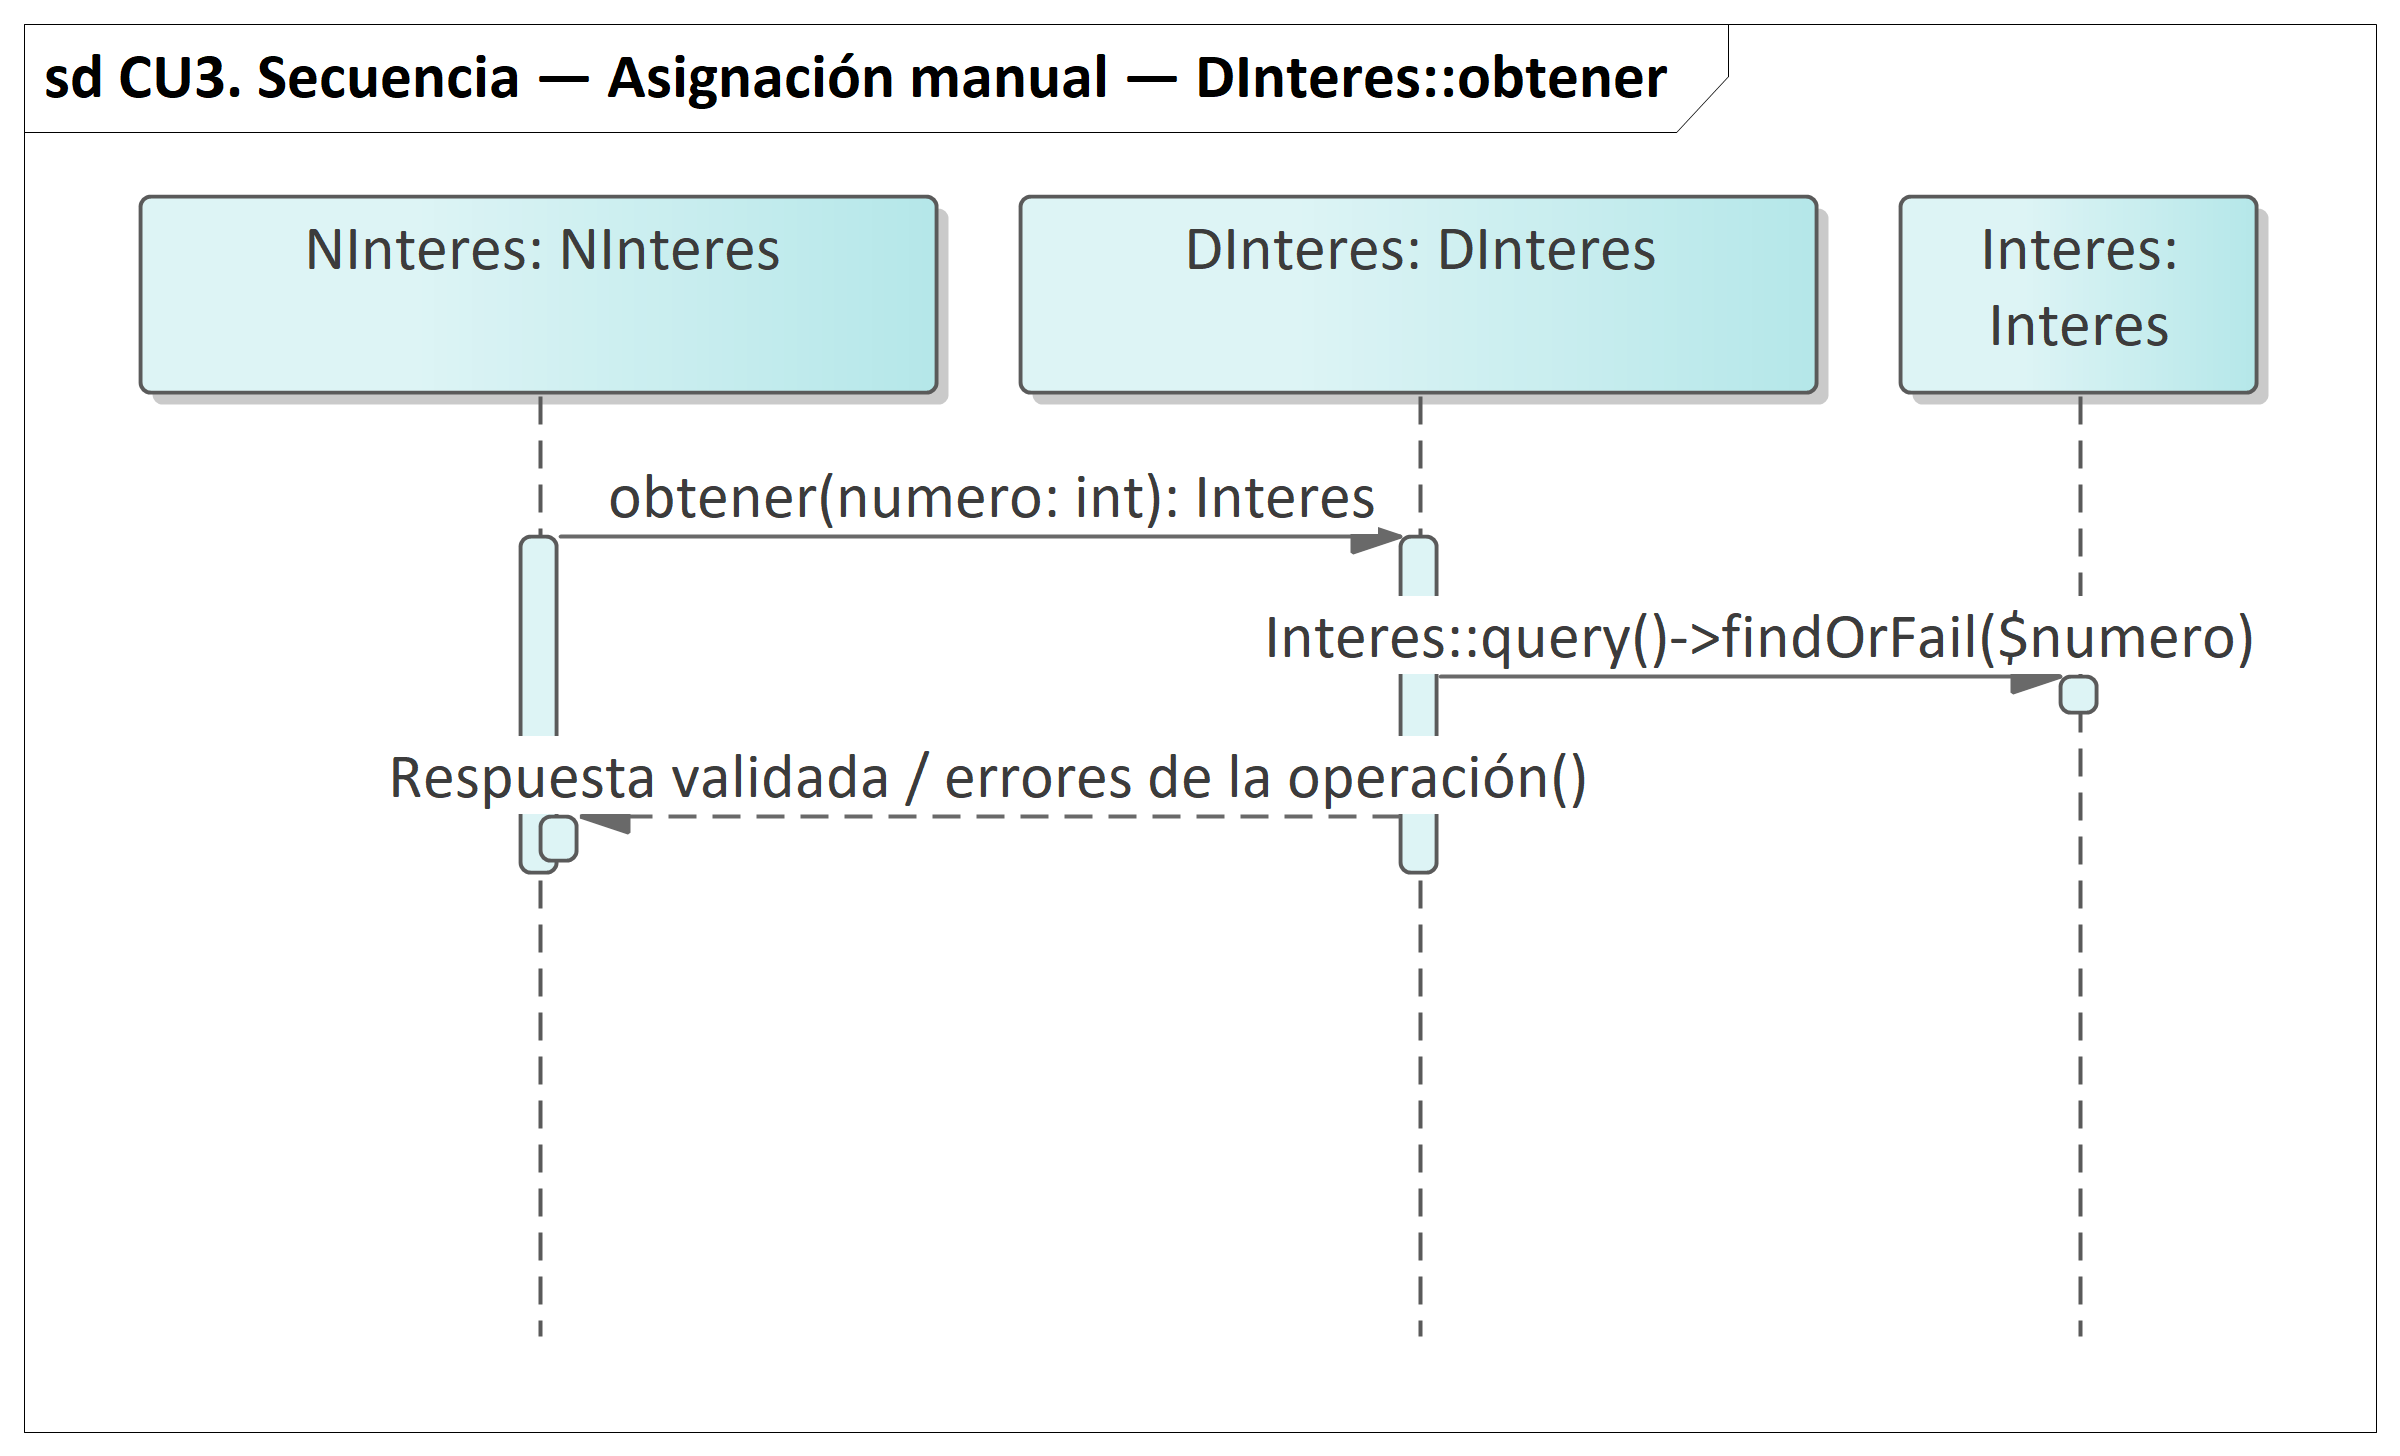 sd CU3. Secuencia — Asignación manual — DInteres::obtener
NInteres: NInteres
DInteres: DInteres
Interes:
Interes
obtener(numero: int): Interes
Interes::query()->findOrFail($numero)
Respuesta validada / errores de la operación()